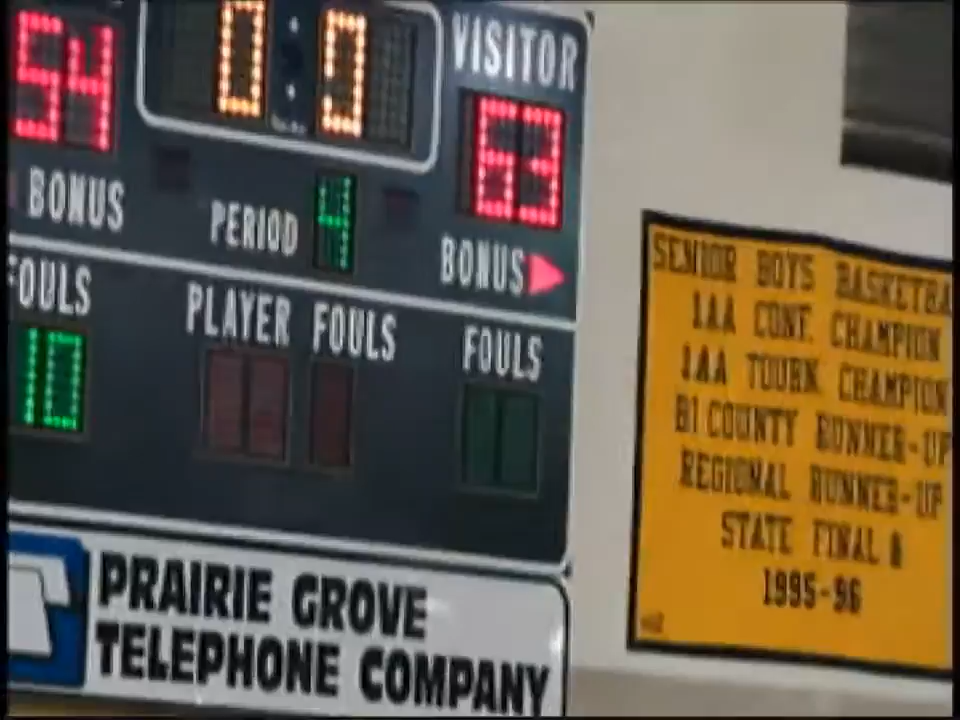 54 0:0 VISITOR
63
BONUS PERIOD 4 BONUS
FOULS PLAYER FOULS FOULS
10
PRAIRIE GROVE
TELEPHONE COMPANY
SENIOR BOYS BASKETBA
1AA CONF. CHAMPION
1AA TOURN CHAMPION
BI COUNTY RUNNER-UP
REGIONAL RUNNER-UP
STATE FINAL 8
1995-96